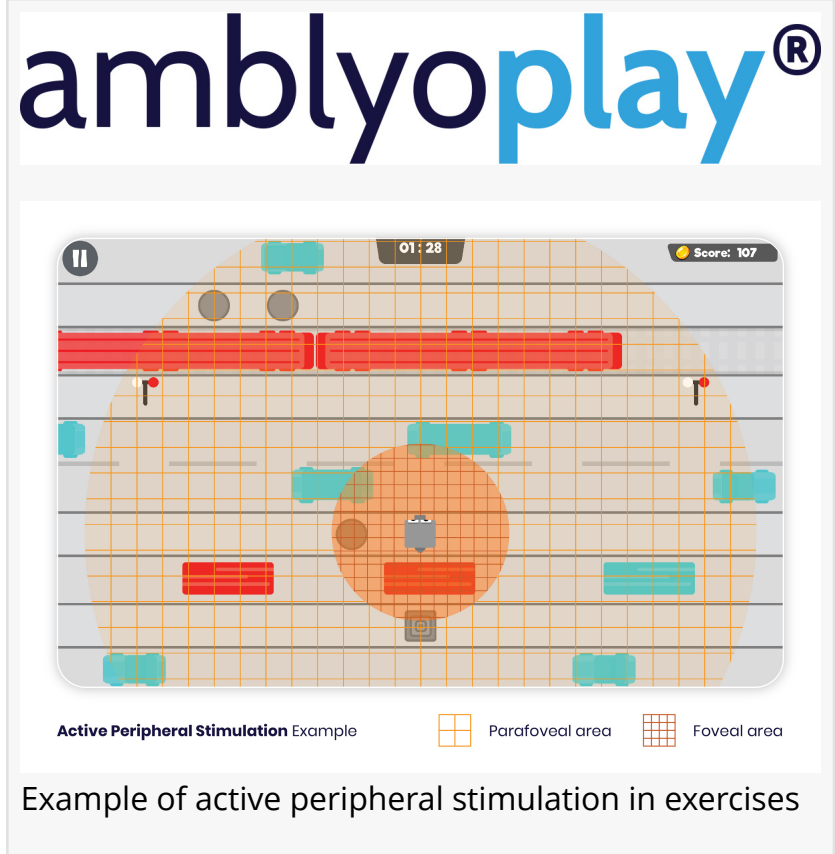 amblyoplay®
01:28
Score: 107
Active Peripheral Stimulation Example
Parafoveal area
Foveal area
Example of active peripheral stimulation in exercises